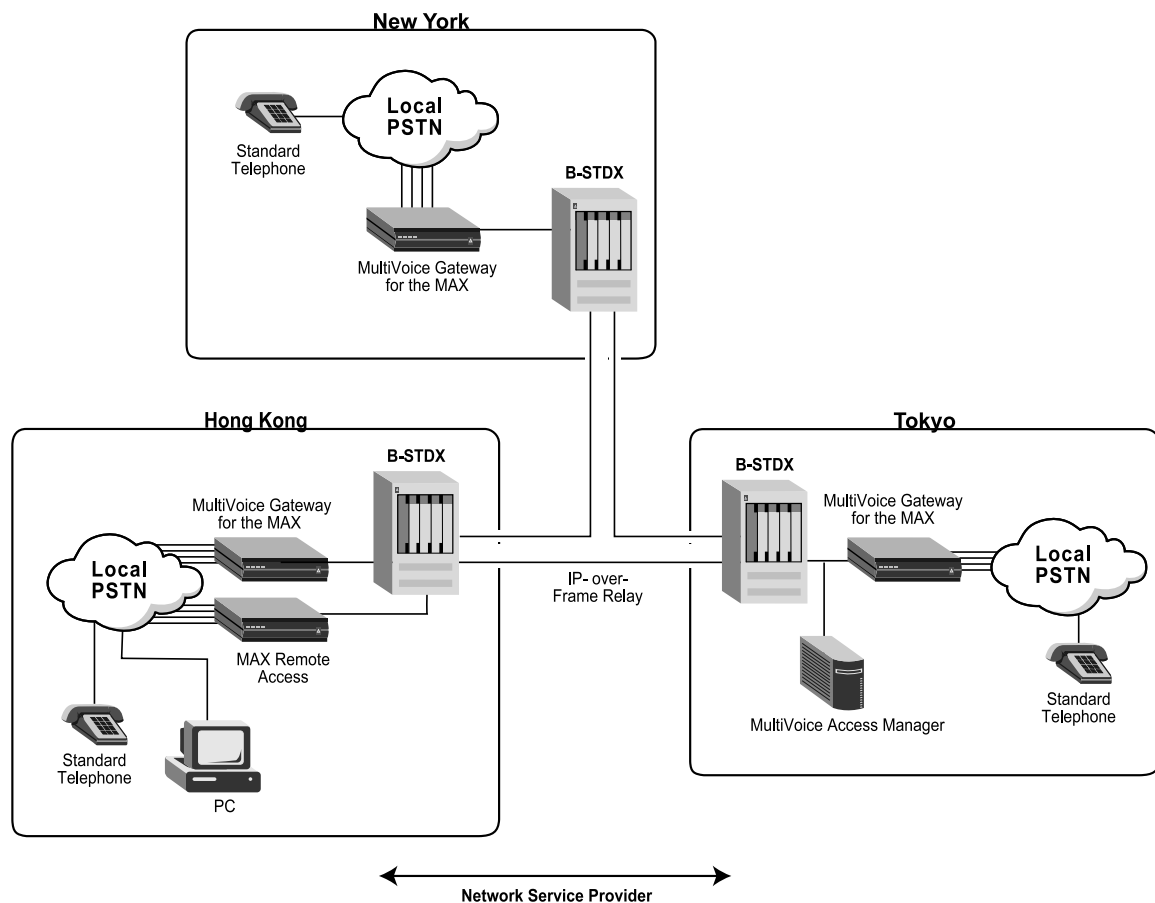 New York
Local
PSTN
Standard
Telephone
B-STDX
MultiVoice Gateway
for the MAX
Hong Kong
B-STDX
MultiVoice Gateway
for the MAX
Local
PSTN
MAX Remote
Access
Standard
Telephone
PC
IP- over-
Frame Relay
Tokyo
B-STDX
MultiVoice Gateway
for the MAX
Local
PSTN
MultiVoice Access Manager
Standard
Telephone
Network Service Provider